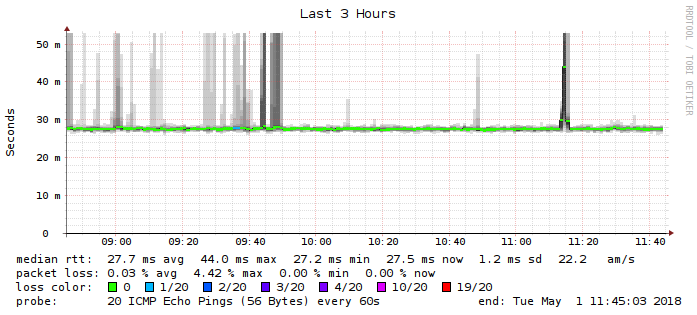 Last 3 Hours
RRDTOOL / TOBI OETIKER
Seconds
50 m
40 m
30 m
20 m
10 m
0
09:00 09:20 09:40 10:00 10:20 10:40 11:00 11:20 11:40
median rtt: 27.7 ms avg 44.0 ms max 27.2 ms min 27.5 ms now 1.2 ms sd 22.2 am/s
packet loss: 0.03 % avg 4.42 % max 0.00 % min 0.00 % now
loss color: 0 1/20 2/20 3/20 4/20 10/20 19/20
probe: 20 ICMP Echo Pings (56 Bytes) every 60s end: Tue May 1 11:45:03 2018